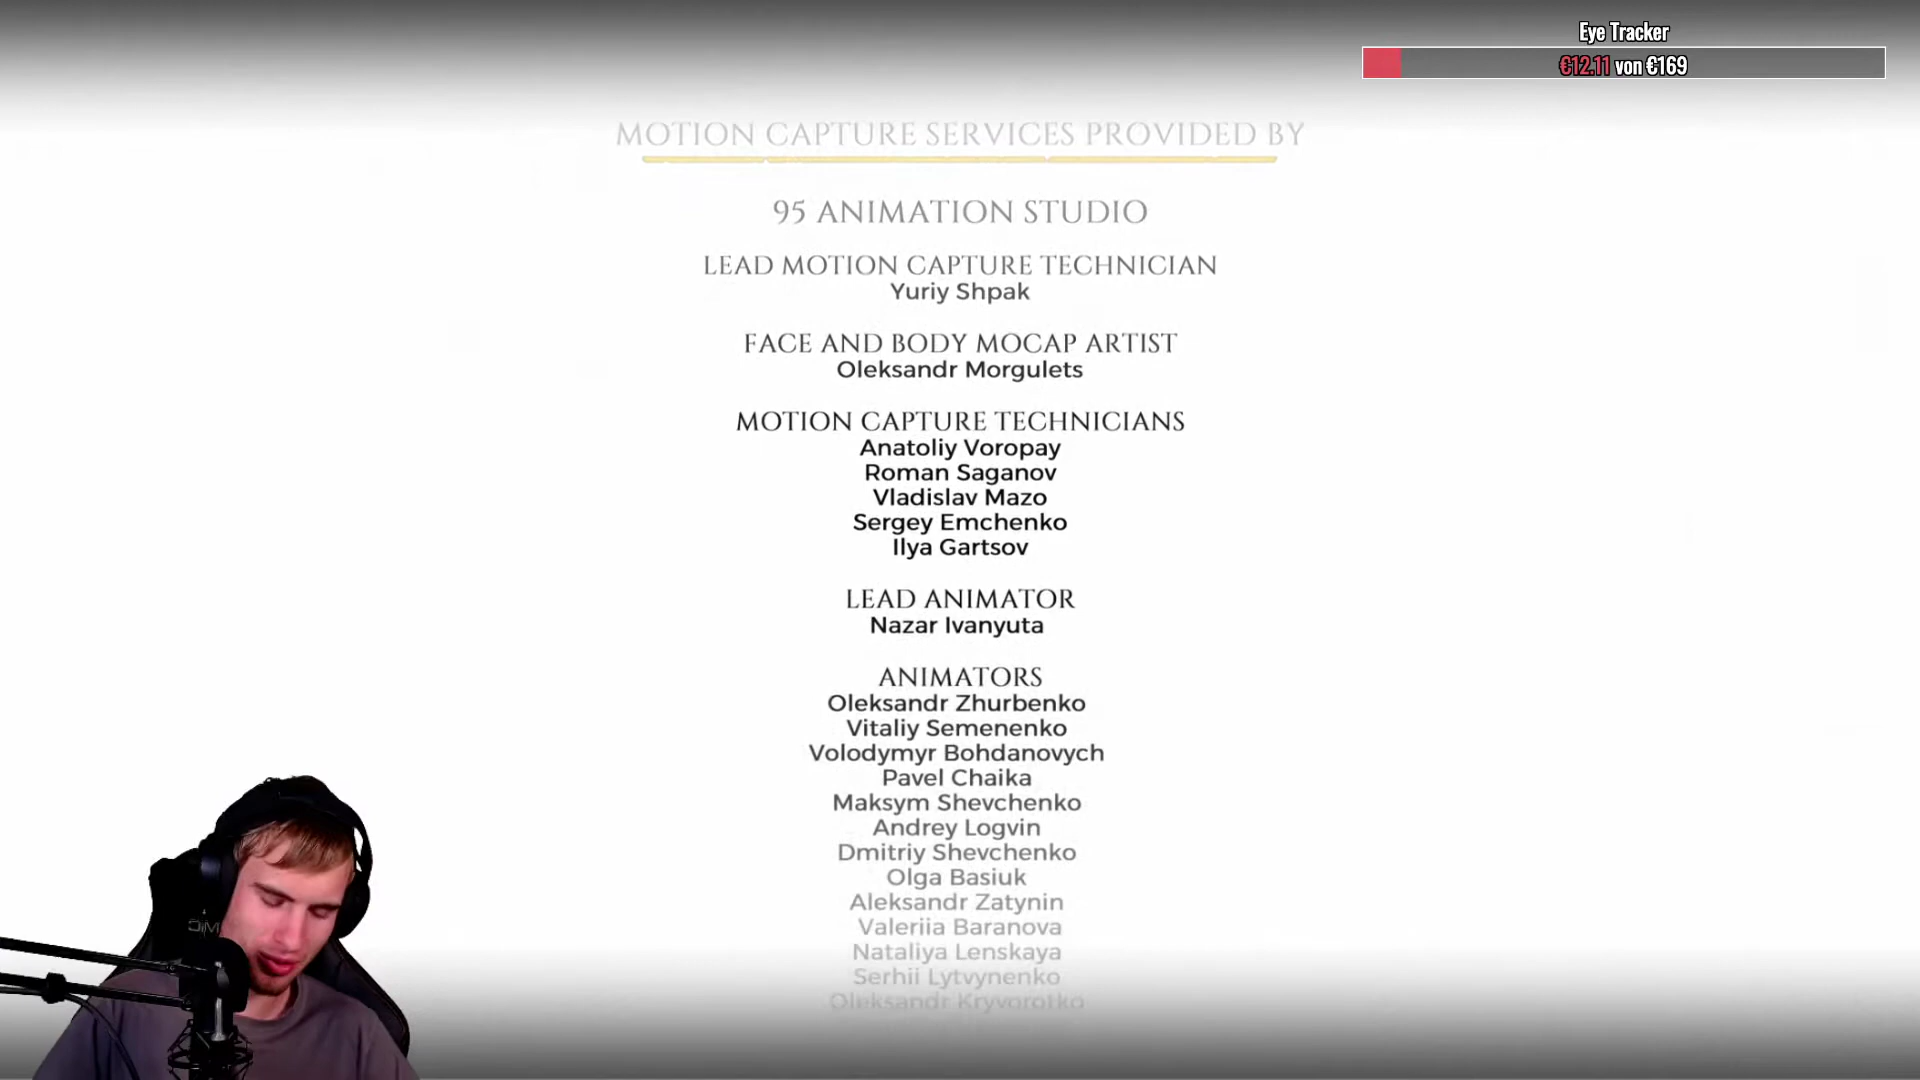 Eye Tracker
€12.11 von €169
MOTION CAPTURE SERVICES PROVIDED BY
95 ANIMATION STUDIO
LEAD MOTION CAPTURE TECHNICIAN
Yuriy Shpak
FACE AND BODY MOCAP ARTIST
Oleksandr Morgulets
MOTION CAPTURE TECHNICIANS
Anatoliy Voropay
Roman Saganov
Vladislav Mazo
Sergey Emchenko
Ilya Gartsov
LEAD ANIMATOR
Nazar Ivanyuta
ANIMATORS
Oleksandr Zhurbenko
Vitaliy Semenenko
Volodymyr Bohdanovych
Pavel Chaika
Maksym Shevchenko
Andrey Logvin
Dmitriy Shevchenko
Olga Basiuk
Aleksandr Zatynin
Valeriia Baranova
Nataliya Lenskaya
Serhii Lytvynenko
Oleksandr Kryvorotko